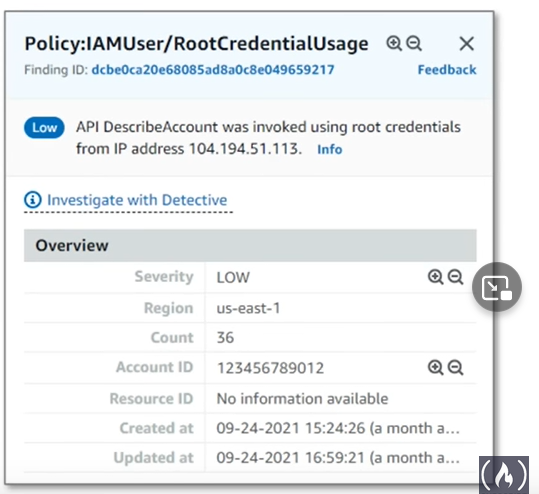 Policy:IAMUser/RootCredentialUsage
Finding ID: dcbe0ca20e68085ad8a0c8e049659217 Feedback
Low API DescribeAccount was invoked using root credentials
from IP address 104.194.51.113. Info
Investigate with Detective
Overview
Severity LOW
Region us-east-1
Count 36
Account ID 123456789012
Resource ID No information available
Created at 09-24-2021 15:24:26 (a month a...
Updated at 09-24-2021 16:59:21 (a month a...